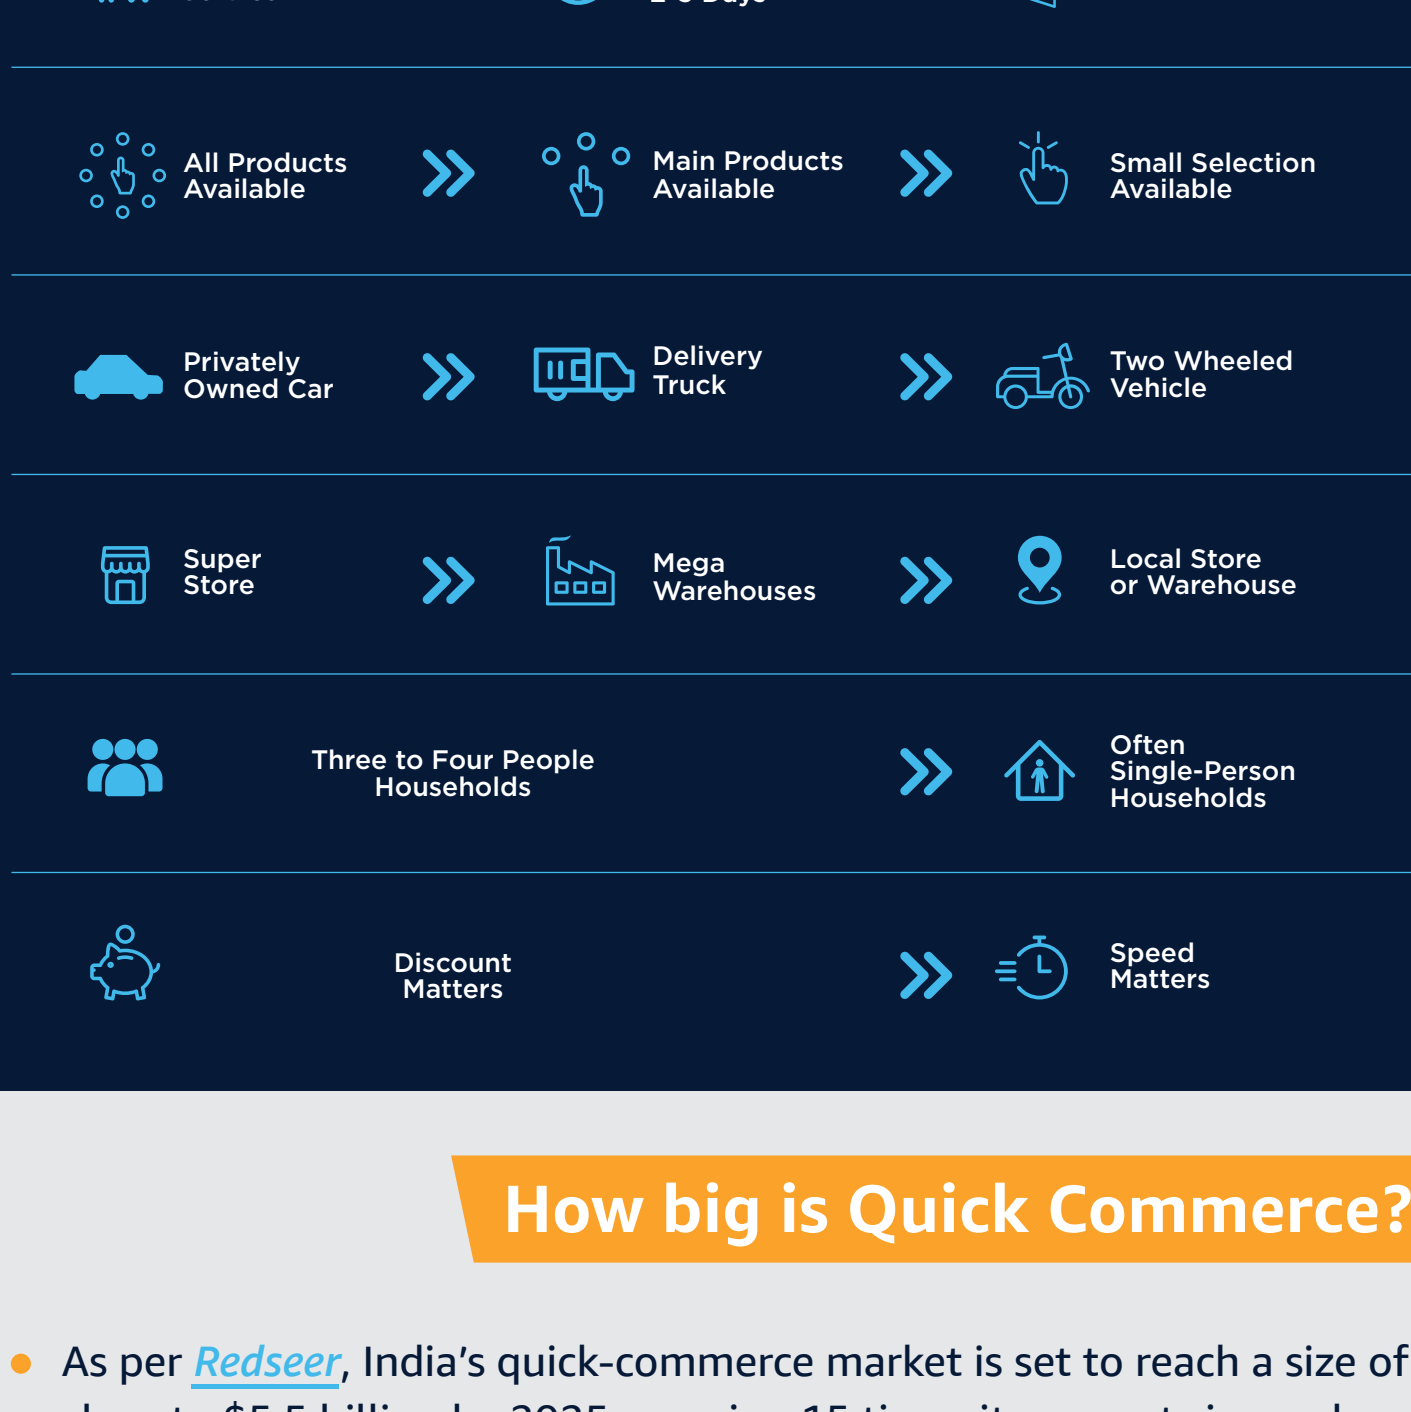 Days
All Products
Available
Main Products
Available
Small Selection
Available
Privately
Owned Car
Delivery
Truck
Two Wheeled
Vehicle
Super
Store
Mega
Warehouses
Local Store
or Warehouse
Three to Four People
Households
Often
Single-Person
Households
Discount
Matters
Speed
Matters
How big is Quick Commerce?
As per Redseer, India’s quick-commerce market is set to reach a size of